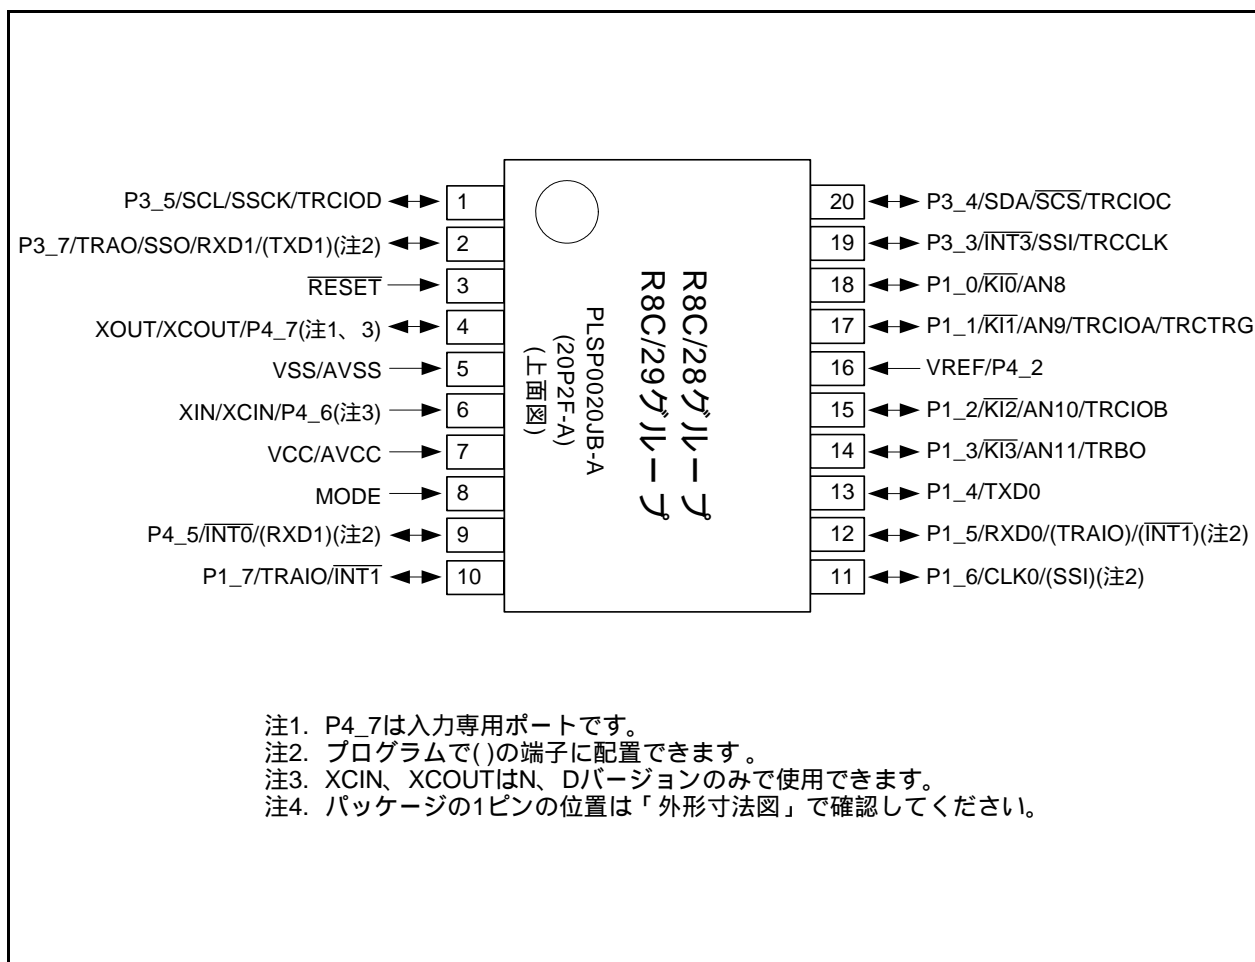 P3_5/SCL/SSCK/TRCIOD 1
P3_7/TRAO/SSO/RXD1/(TXD1)(注2) 2
R̅E̅S̅E̅T̅ 3
XOUT/XCOUT/P4_7(注1、3) 4
VSS/AVSS 5
XIN/XCIN/P4_6(注3) 6
VCC/AVCC 7
MODE 8
P4_5/I̅N̅T̅0̅/(RXD1)(注2) 9
P1_7/TRAIO/I̅N̅T̅1̅ 10
R8C/28グループ
R8C/29グループ
PLSP0020JB-A
(20P2F-A)
(上面図)
20 P3_4/SDA/S̅C̅S̅/TRCIOC
19 P3_3/I̅N̅T̅3̅/SSI/TRCCLK
18 P1_0/K̅I̅0̅/AN8
17 P1_1/K̅I̅1̅/AN9/TRCIOA/TRCTRG
16 VREF/P4_2
15 P1_2/K̅I̅2̅/AN10/TRCIOB
14 P1_3/K̅I̅3̅/AN11/TRBO
13 P1_4/TXD0
12 P1_5/RXD0/(TRAIO)/(I̅N̅T̅1̅)(注2)
11 P1_6/CLK0/(SSI)(注2)
注1. P4_7は入力専用ポートです。
注2. プログラムで( )の端子に配置できます。
注3. XCIN、XCOUTはN、Dバージョンのみで使用できます。
注4. パッケージの1ピンの位置は「外形寸法図」で確認してください。